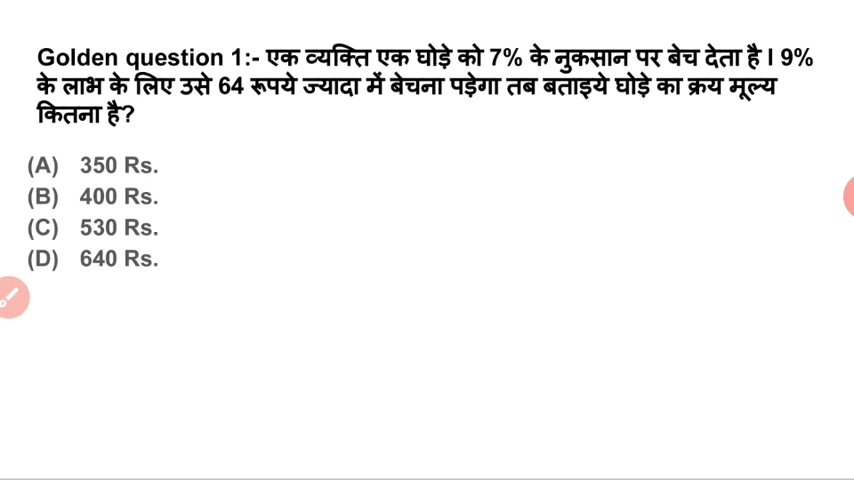 Golden question 1:- एक व्यक्ति एक घोड़े को 7% के नुकसान पर बेच देता है I 9%
के लाभ के लिए उसे 64 रूपये ज्यादा में बेचना पड़ेगा तब बताइये घोड़े का क्रय मूल्य
कितना है?
(A) 350 Rs.
(B) 400 Rs.
(C) 530 Rs.
(D) 640 Rs.